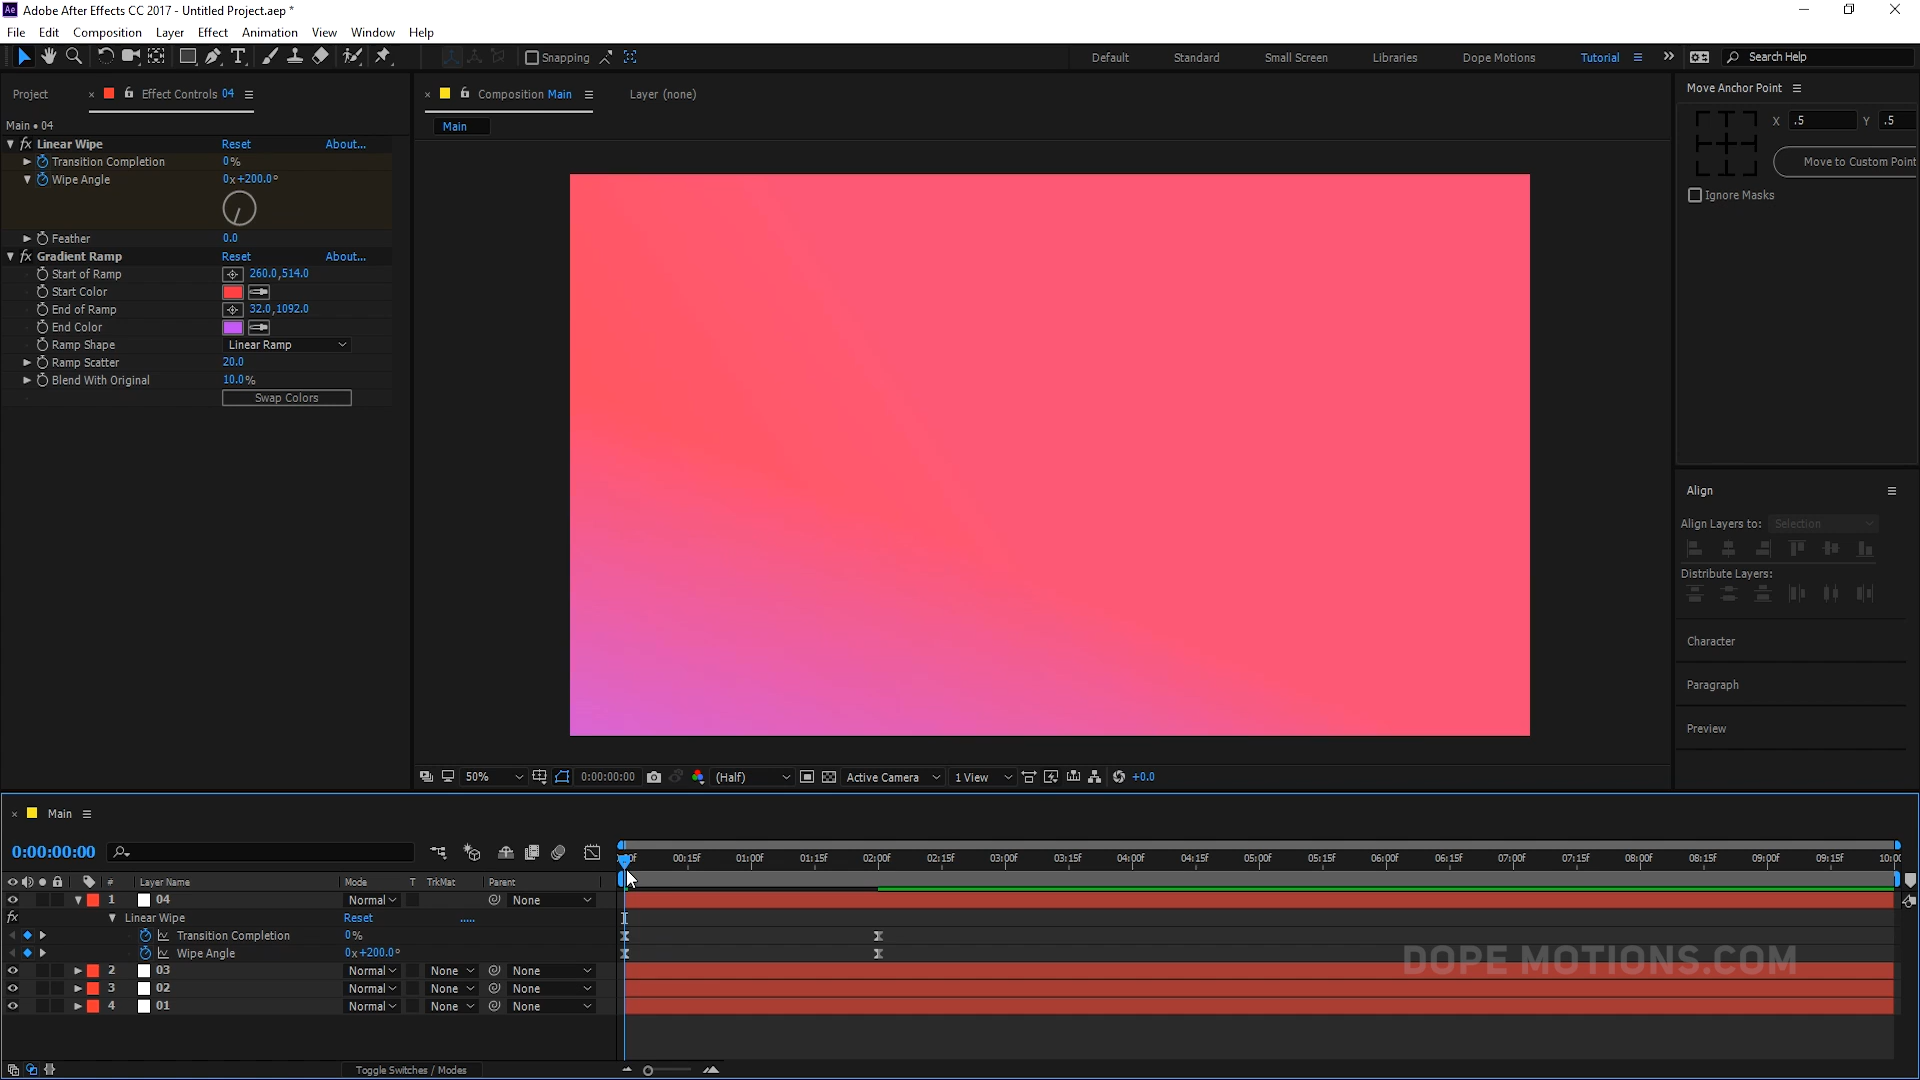 Adobe After Effects CC 2017 - Untitled Project.aep *
File Edit Composition Layer Effect Animation View Window Help
Snapping Default Standard Small Screen Libraries Dope Motions Tutorial Search Help
Project Effect Controls 04 Composition Main Layer (none) Move Anchor Point
X .5 Y .5
Main • 04 Main
Linear Wipe Reset About...
Transition Completion 0% Move to Custom Point
Wipe Angle 0x+200.0°
Ignore Masks
Feather 0.0
Gradient Ramp Reset About...
Start of Ramp 260.0,514.0
Start Color
End of Ramp 32.0,1092.0
End Color
Ramp Shape Linear Ramp
Ramp Scatter 20.0
Blend With Original 10.0%
Swap Colors
Align
Align Layers to: Selection
Distribute Layers:
Character
Paragraph
Preview
50% 0:00:00:00 (Half) Active Camera 1 View +0.0
Main
0:00:00:00
00:15f 01:00f 01:15f 02:00f 02:15f 03:00f 03:15f 04:00f 04:15f 05:00f 05:15f 06:00f 06:15f 07:00f 07:15f 08:00f 08:15f 09:00f 09:15f
# Layer Name Mode T TrkMat Parent
1 04 Normal None
fx Linear Wipe Reset .....
Transition Completion 0%
Wipe Angle 0x+200.0°
2 03 Normal None None
3 02 Normal None None
4 01 Normal None None
DOPE MOTIONS.COM
Toggle Switches / Modes